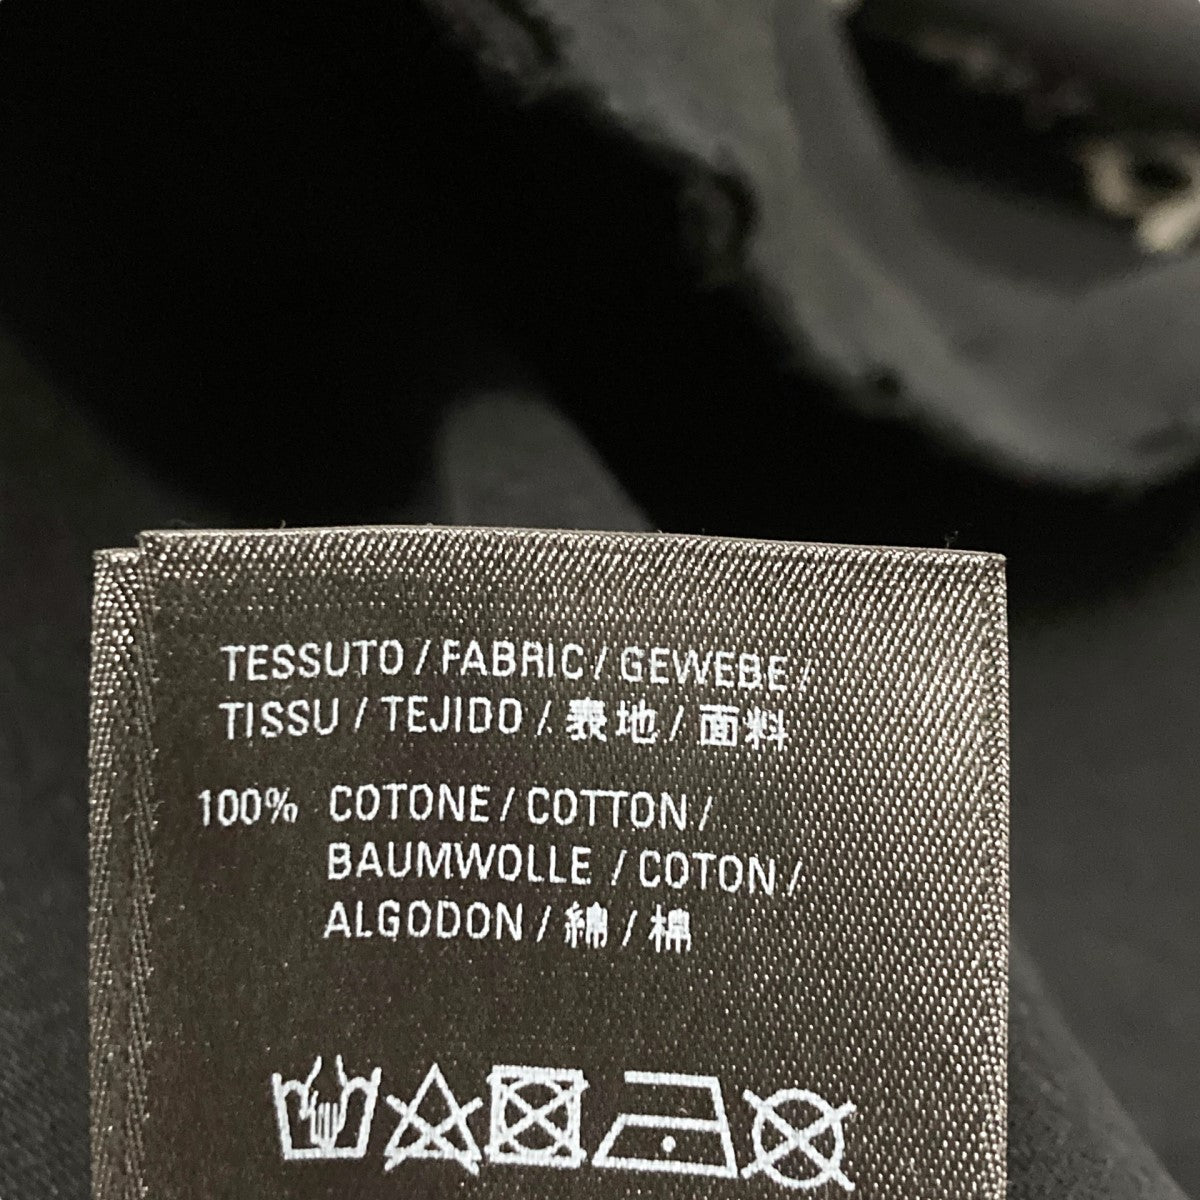 TESSUTO / FABRIC / GEWEBE /
TISSU / TEJIDO / 表地 / 面料
100% COTONE / COTTON /
BAUMWOLLE / COTON /
ALGODON / 綿 / 棉